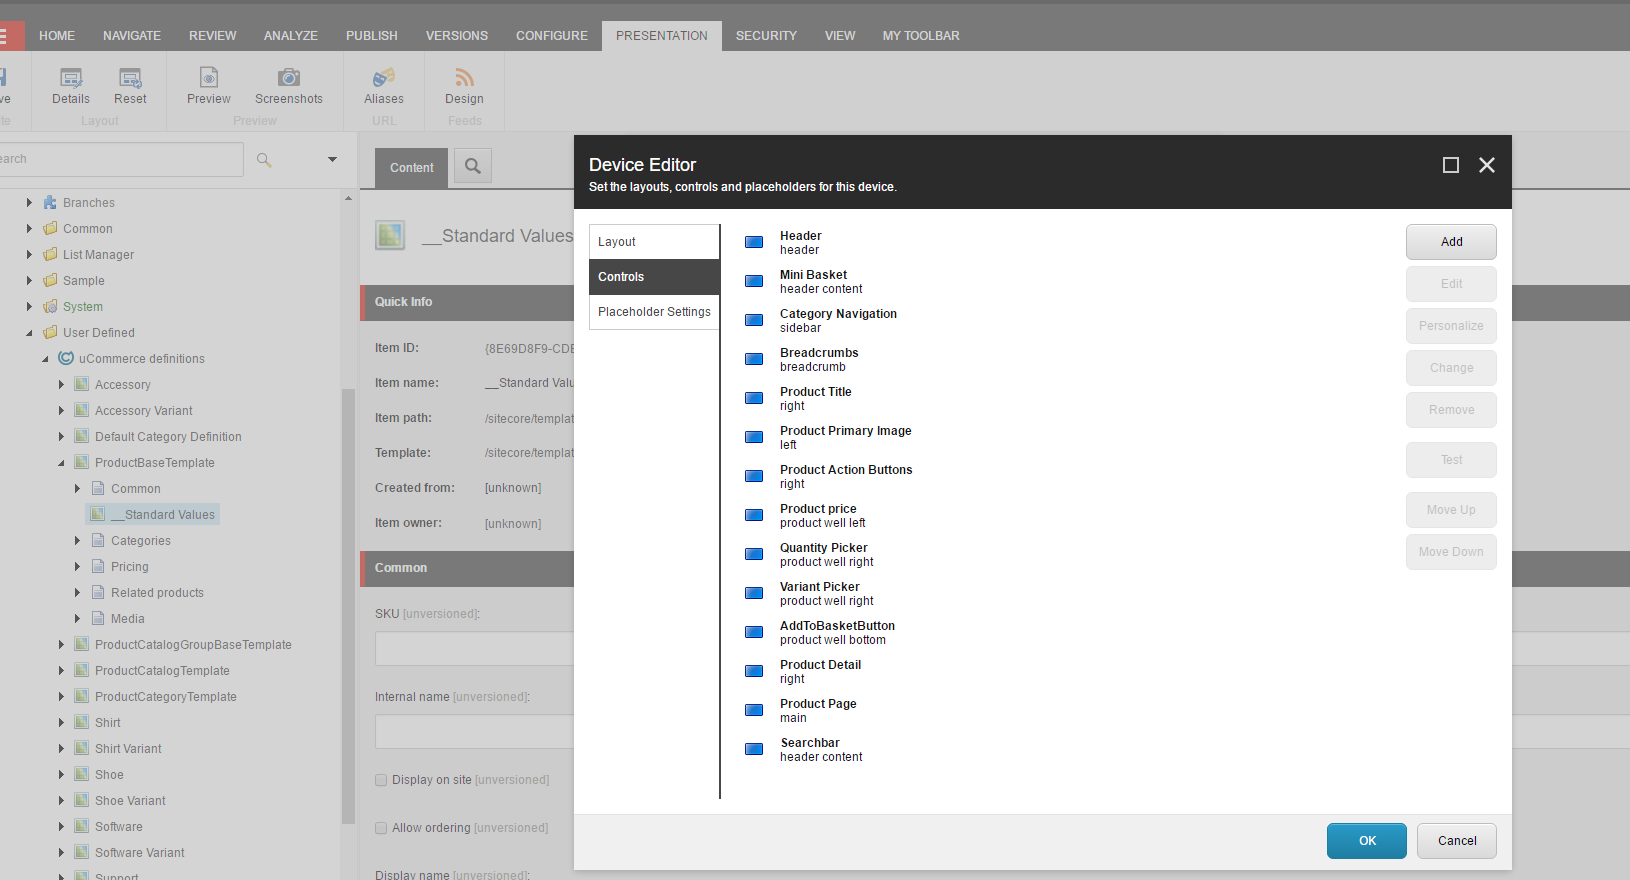 HOME NAVIGATE REVIEW ANALYZE PUBLISH VERSIONS CONFIGURE PRESENTATION SECURITY VIEW MY TOOLBAR
Details Reset Preview Screenshots Aliases Design
Layout Preview URL Feeds
earch
Branches
Common
List Manager
Sample
System
User Defined
uCommerce definitions
Accessory
Accessory Variant
Default Category Definition
ProductBaseTemplate
Common
__Standard Values
Categories
Pricing
Related products
Media
ProductCatalogGroupBaseTemplate
ProductCatalogTemplate
ProductCategoryTemplate
Shirt
Shirt Variant
Shoe
Shoe Variant
Software
Software Variant
Support
Content
__Standard Values
Quick Info
Item ID: {8E69D8F9-CDE
Item name: __Standard Valu
Item path: /sitecore/templat
Template: /sitecore/templat
Created from: [unknown]
Item owner: [unknown]
Common
SKU [unversioned]:
Internal name [unversioned]:
Display on site [unversioned]
Allow ordering [unversioned]
Display name [unversioned]:
Device Editor
Set the layouts, controls and placeholders for this device.
Layout
Controls
Placeholder Settings
Header
header
Mini Basket
header content
Category Navigation
sidebar
Breadcrumbs
breadcrumb
Product Title
right
Product Primary Image
left
Product Action Buttons
right
Product price
product well left
Quantity Picker
product well right
Variant Picker
product well right
AddToBasketButton
product well bottom
Product Detail
right
Product Page
main
Searchbar
header content
Add
Edit
Personalize
Change
Remove
Test
Move Up
Move Down
OK Cancel